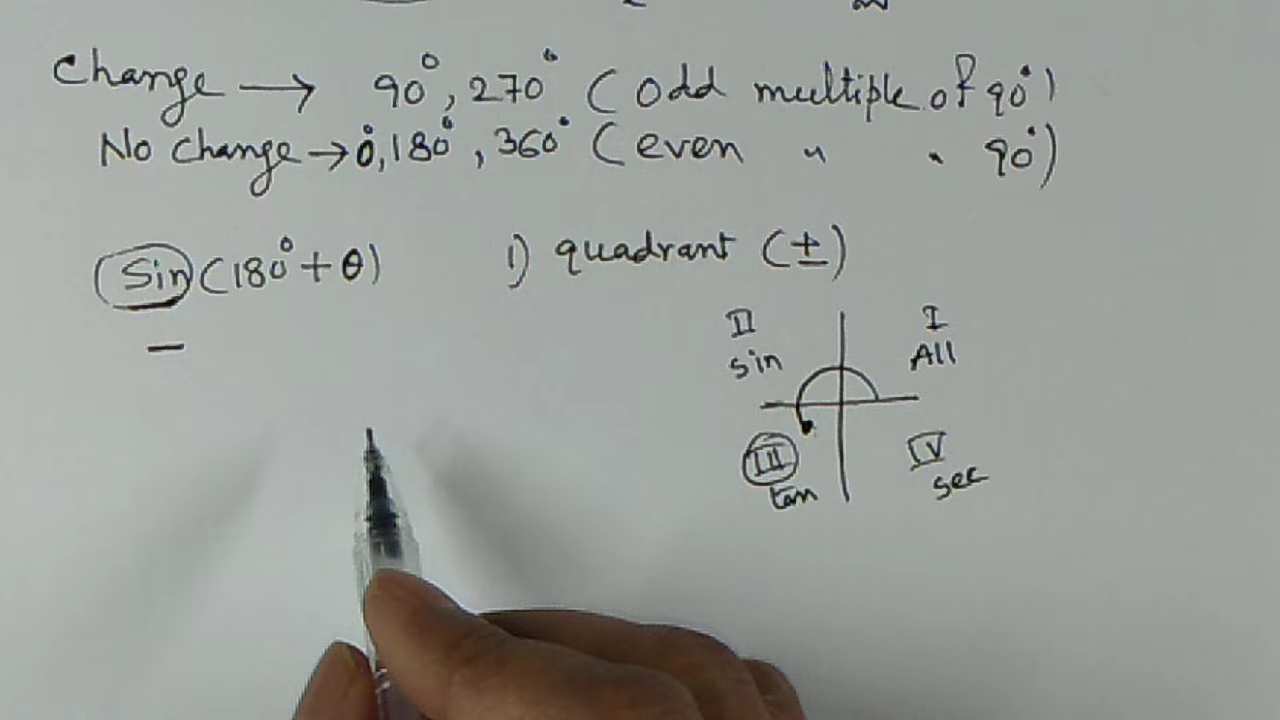 Change → 90°, 270° (Odd multiple of 90°)
No change → 0°, 180°, 360° (even " " 90°)
Sin(180° + θ)
–
1) quadrant (±)
II I
sin All
III IV
tan sec